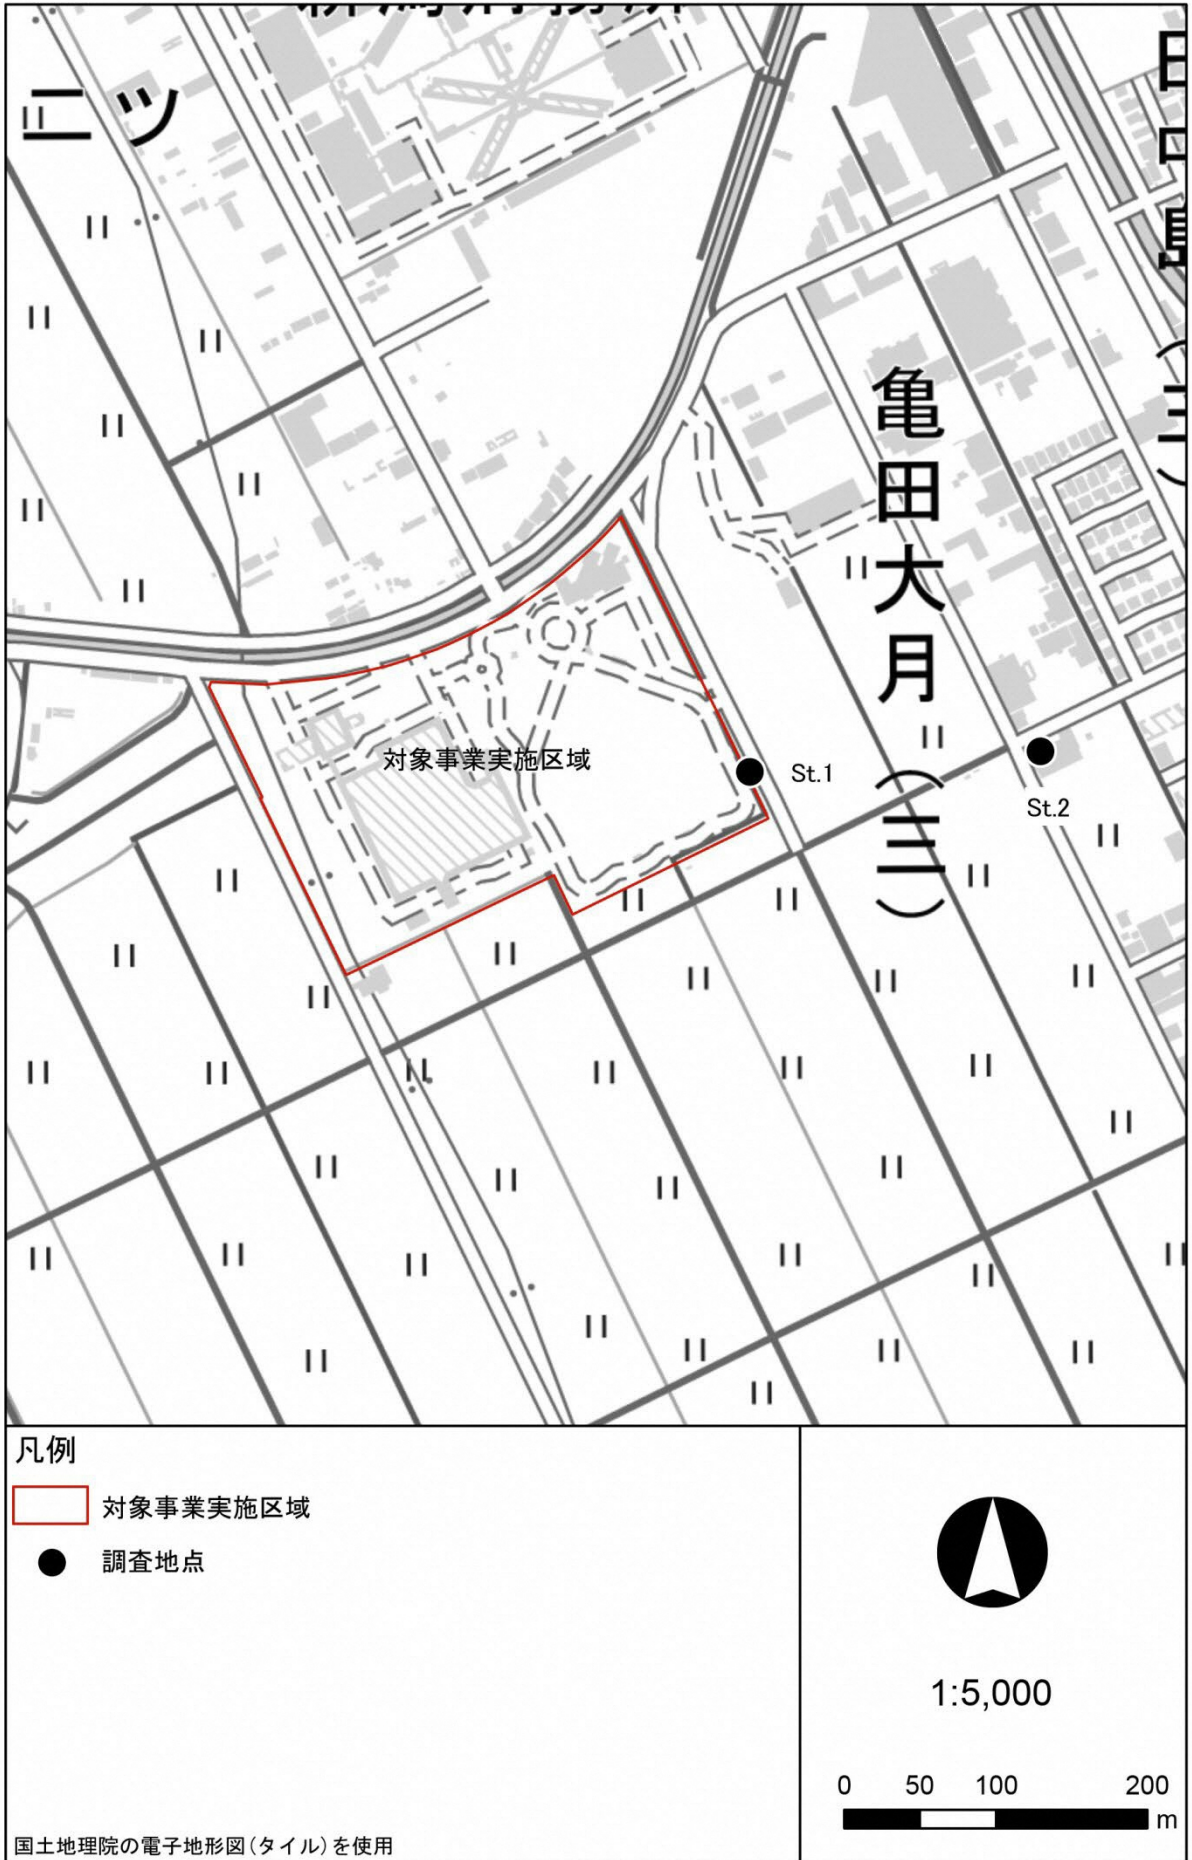 二ツ
亀田大月(三)
対象事業実施区域
St.1
St.2
凡例
対象事業実施区域
調査地点
1:5,000
0 50 100 200
m
国土地理院の電子地形図(タイル)を使用